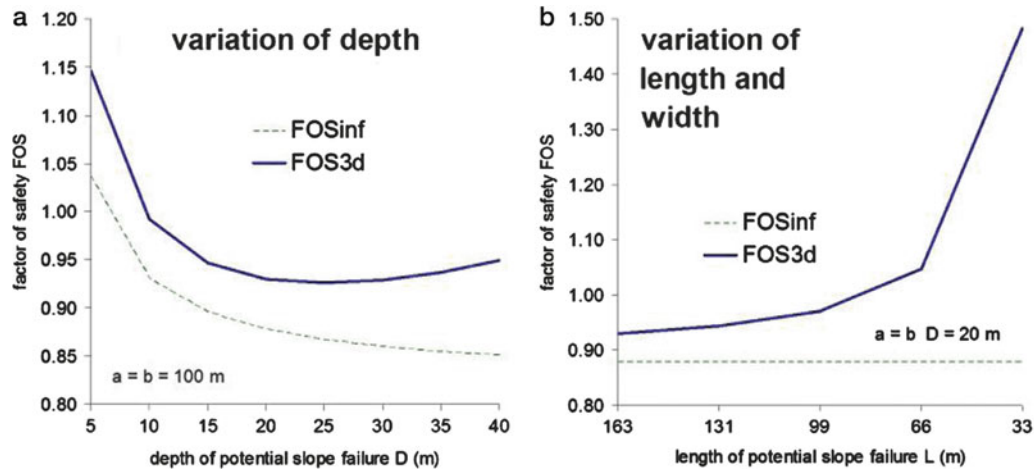 a
variation of depth
FOSinf
FOS3d
a = b = 100 m
factor of safety FOS
1.20
1.15
1.10
1.05
1.00
0.95
0.90
0.85
0.80
5 10 15 20 25 30 35 40
depth of potential slope failure D (m)
b
variation of
length and
width
FOSinf
FOS3d
a = b D = 20 m
factor of safety FOS
1.50
1.40
1.30
1.20
1.10
1.00
0.90
0.80
163 131 99 66 33
length of potential slope failure L (m)